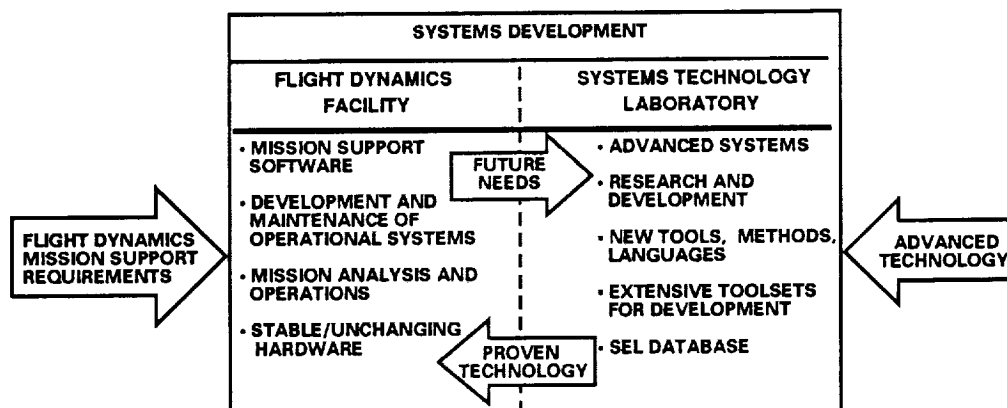 SYSTEMS DEVELOPMENT
FLIGHT DYNAMICS
FACILITY
SYSTEMS TECHNOLOGY
LABORATORY
• MISSION SUPPORT
SOFTWARE
• DEVELOPMENT AND
MAINTENANCE OF
OPERATIONAL SYSTEMS
• MISSION ANALYSIS AND
OPERATIONS
• STABLE/UNCHANGING
HARDWARE
FUTURE
NEEDS
• ADVANCED SYSTEMS
• RESEARCH AND
DEVELOPMENT
• NEW TOOLS, METHODS,
LANGUAGES
• EXTENSIVE TOOLSETS
FOR DEVELOPMENT
• SEL DATABASE
PROVEN
TECHNOLOGY
FLIGHT DYNAMICS
MISSION SUPPORT
REQUIREMENTS
ADVANCED
TECHNOLOGY